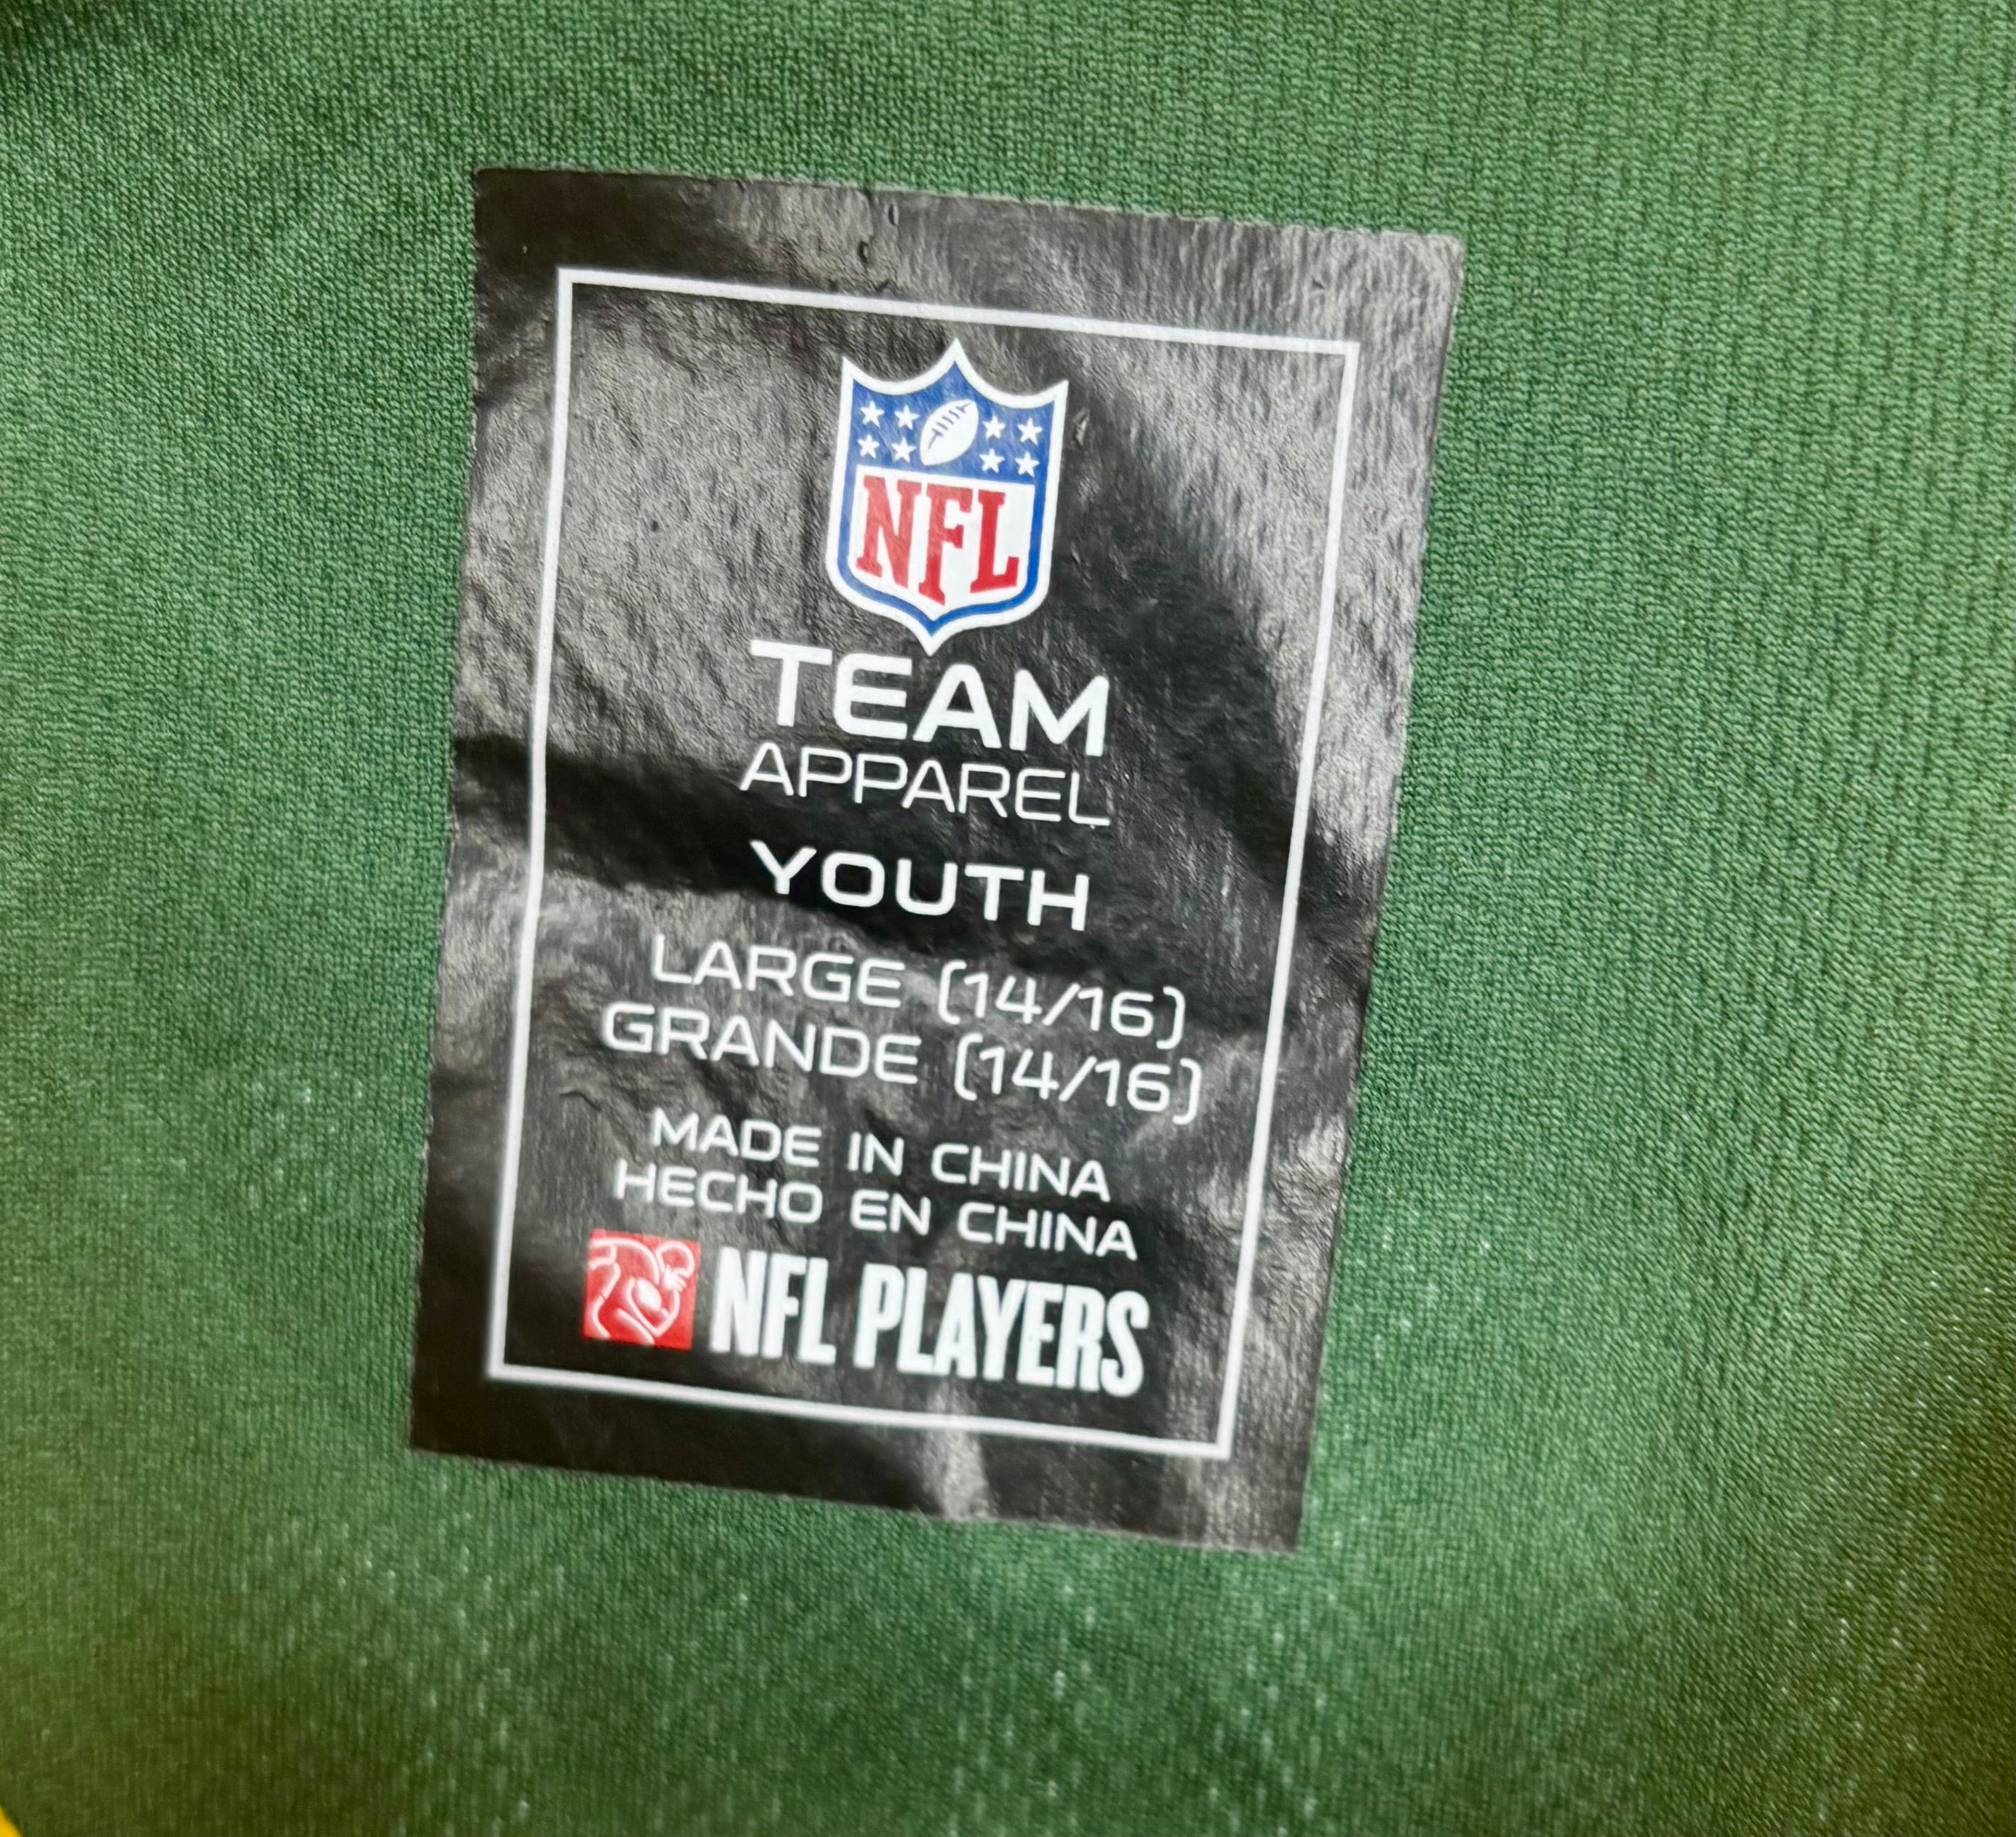 NFL
TEAM
APPAREL
YOUTH
LARGE (14/16)
GRANDE (14/16)
MADE IN CHINA
HECHO EN CHINA
NFL PLAYERS